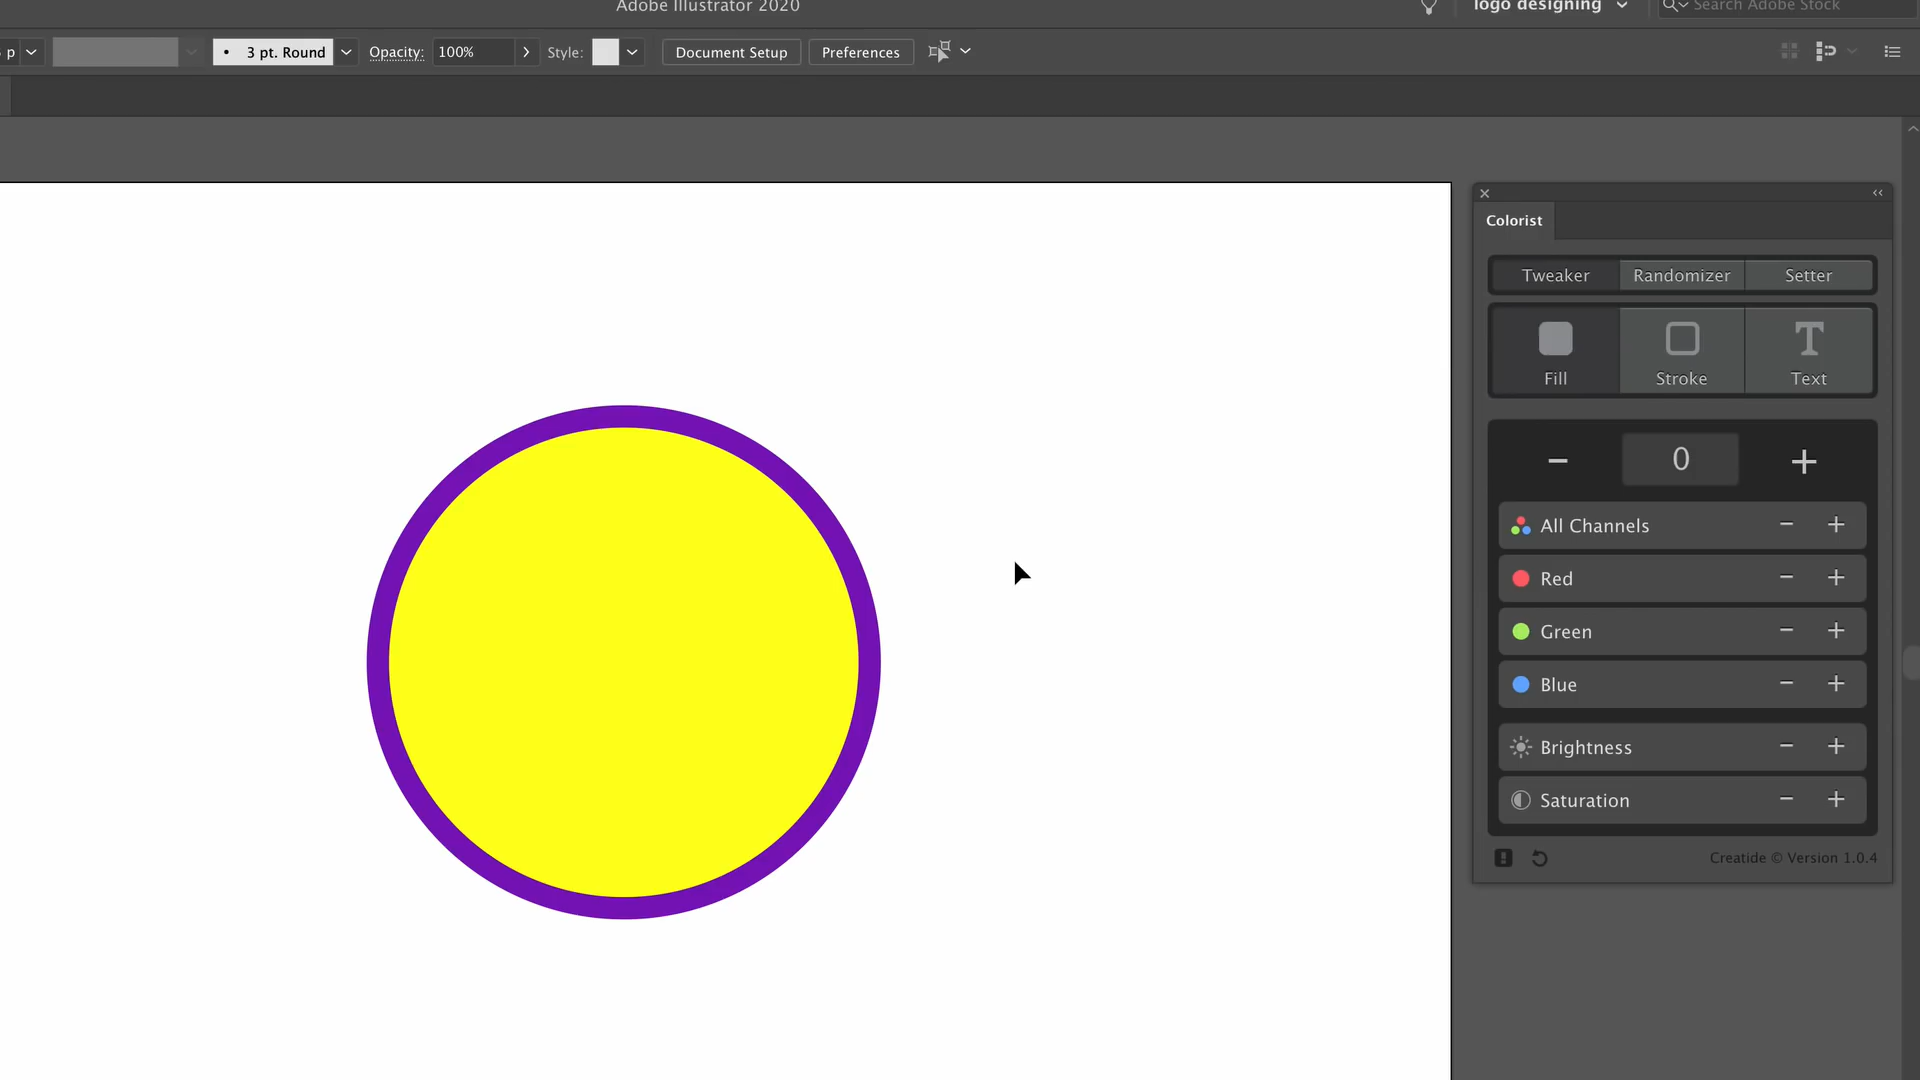 Adobe Illustrator 2020
logo designing
Search Adobe Stock
p
3 pt. Round
Opacity: 100%
Style:
Document Setup
Preferences
Colorist
Tweaker
Randomizer
Setter
Fill
Stroke
Text
0
All Channels
Red
Green
Blue
Brightness
Saturation
Creatide © Version 1.0.4